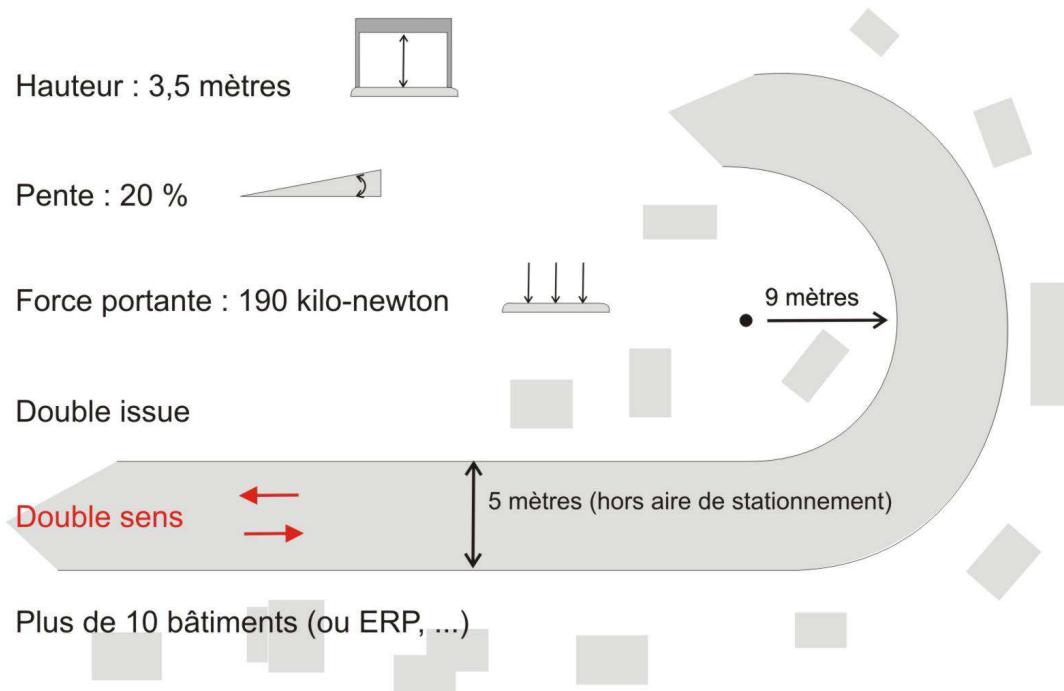 Hauteur : 3,5 mètres
Pente : 20 %
Force portante : 190 kilo-newton
9 mètres
Double issue
Double sens
5 mètres (hors aire de stationnement)
Plus de 10 bâtiments (ou ERP, ...)